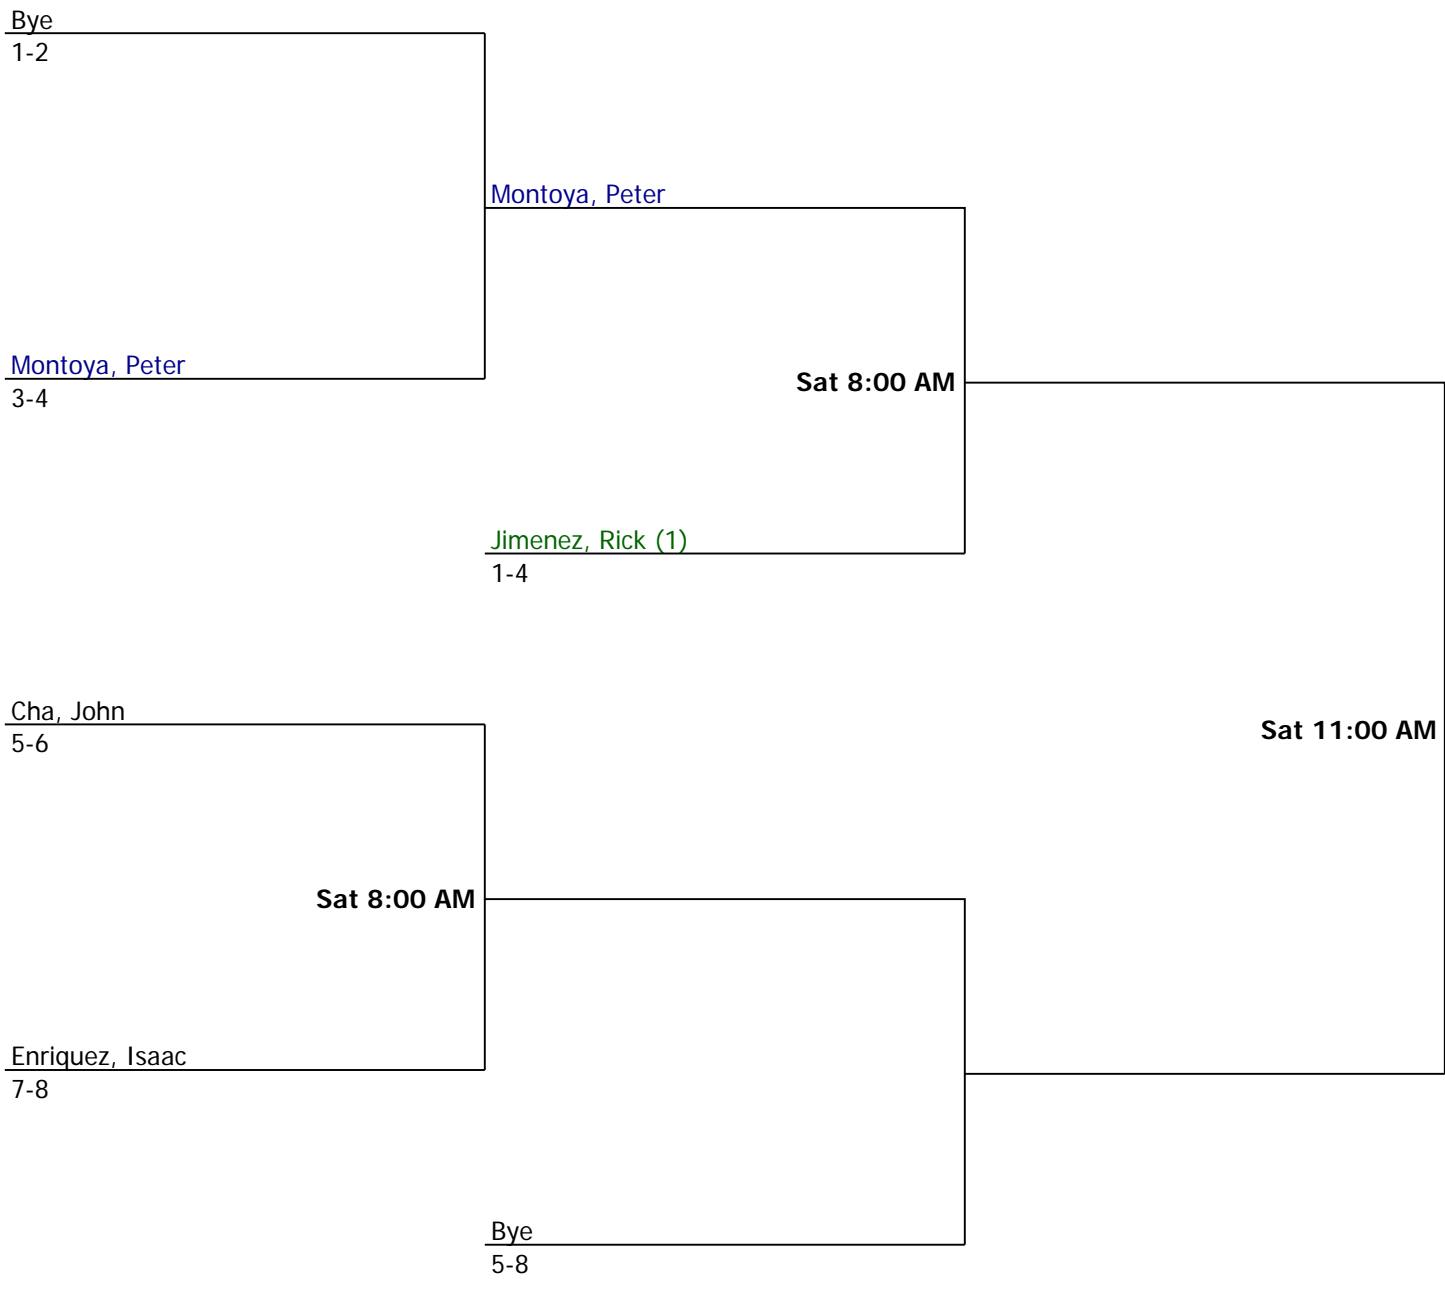 Bye
1-2
Montoya, Peter
Montoya, Peter
3-4
Sat 8:00 AM
Jimenez, Rick (1)
1-4
Cha, John
5-6
Sat 11:00 AM
Sat 8:00 AM
Enriquez, Isaac
7-8
Bye
5-8